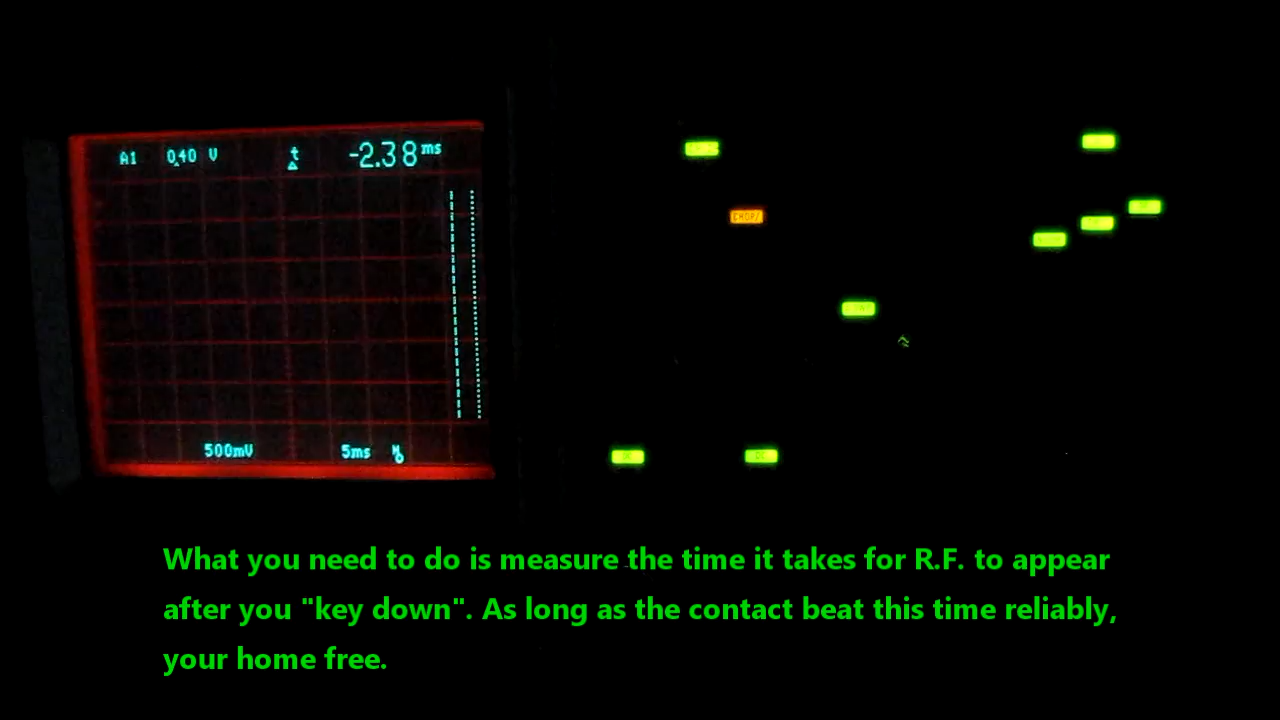 A1 0.40 V t -2.38 ms
CHOP/
500mV 5ms
DC
What you need to do is measure the time it takes for R.F. to appear
after you "key down". As long as the contact beat this time reliably,
your home free.